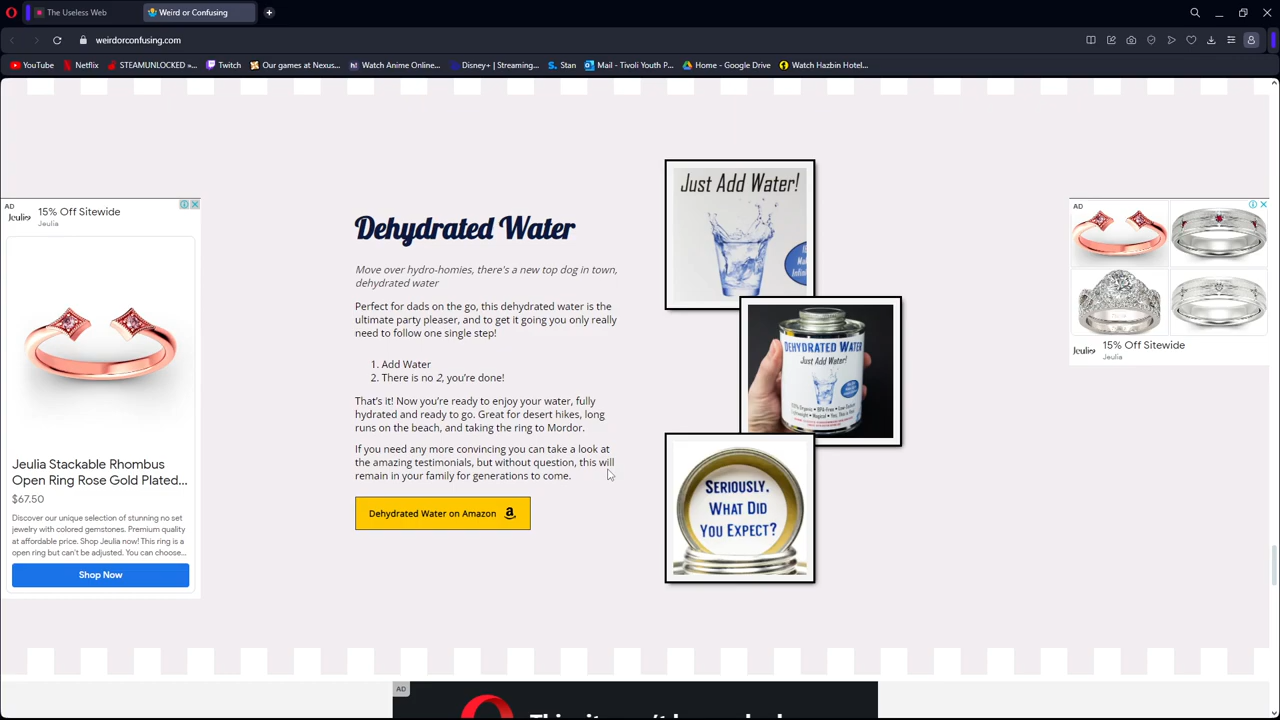 The Useless Web
Weird or Confusing
weirdorconfusing.com
YouTube
Netflix
STEAMUNLOCKED »...
Twitch
Our games at Nexus...
Watch Anime Online...
Disney+ | Streaming...
Stan
Mail - Tivoli Youth P...
Home - Google Drive
Watch Hazbin Hotel...
AD
Jeulia
15% Off Sitewide
Jeulia
Jeulia Stackable Rhombus
Open Ring Rose Gold Plated...
$67.50
Discover our unique selection of stunning no set
jewelry with colored gemstones. Premium quality
at affordable price. Shop Jeulia now! This ring is a
open ring but can't be adjusted. You can choose...
Shop Now
Dehydrated Water
Move over hydro-homies, there's a new top dog in town,
dehydrated water
Perfect for dads on the go, this dehydrated water is the
ultimate party pleaser, and to get it going you only really
need to follow one single step!
1. Add Water
2. There is no 2, you're done!
That's it! Now you're ready to enjoy your water, fully
hydrated and ready to go. Great for desert hikes, long
runs on the beach, and taking the ring to Mordor.
If you need any more convincing you can take a look at
the amazing testimonials, but without question, this will
remain in your family for generations to come.
Dehydrated Water on Amazon
Just Add Water!
DEHYDRATED WATER
Just Add Water!
SERIOUSLY.
WHAT DID
YOU EXPECT?
AD
Jeulia
15% Off Sitewide
Jeulia
AD